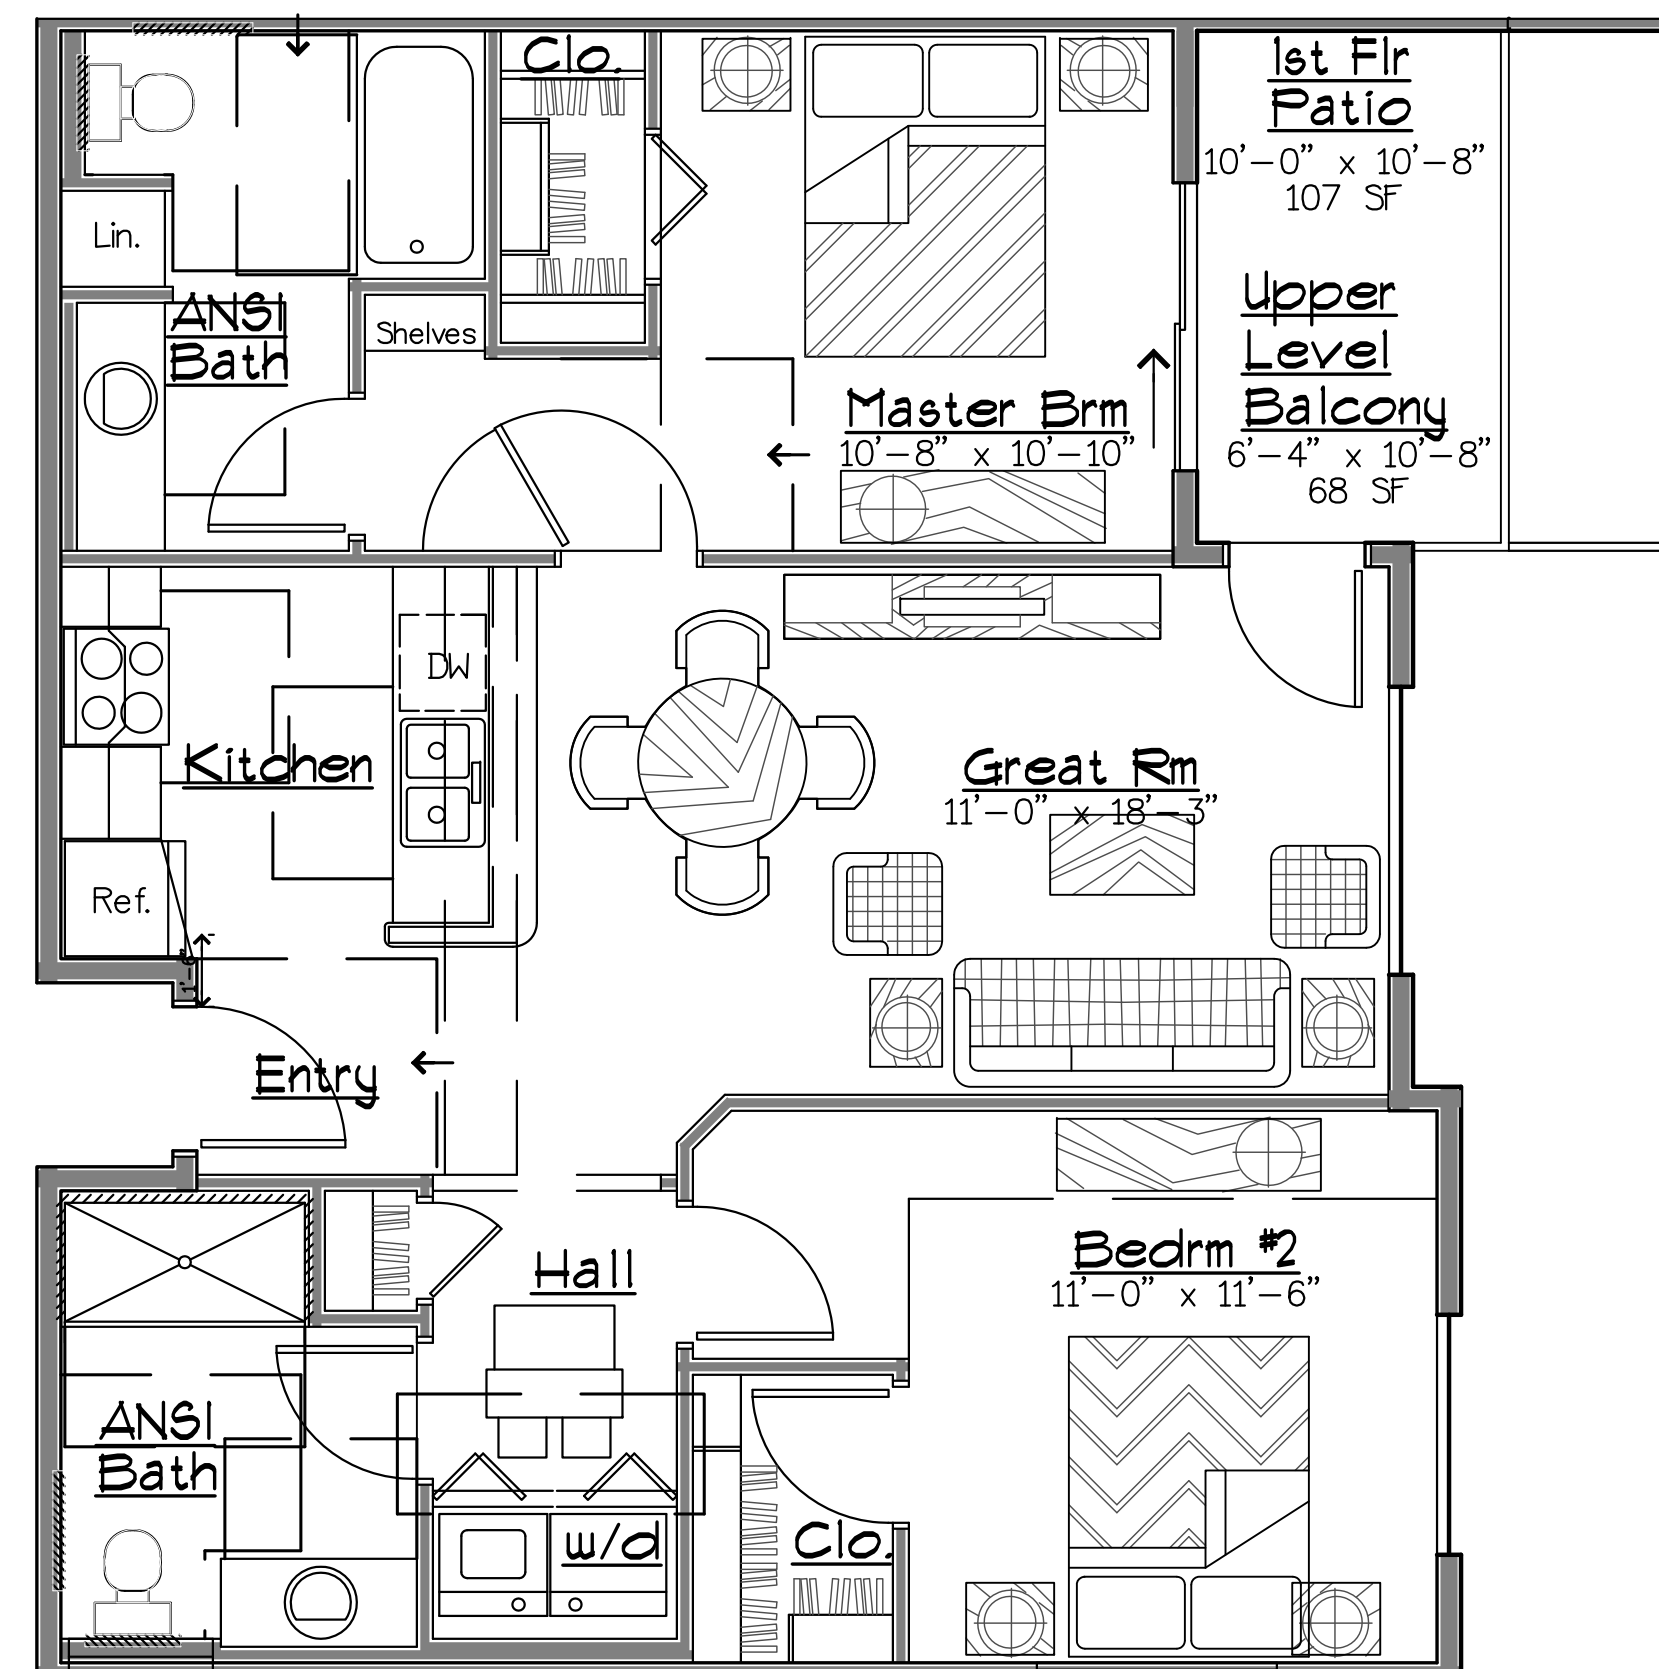 Clo.
1st Flr
Patio
10'-0" x 10'-8"
107 SF
Lin.
ANSI
Bath
Shelves
Upper
Level
Balcony
6'-4" x 10'-8"
68 SF
Master Brm
10'-8" x 10'-10"
DW
Kitchen
Great Rm
11'-0" x 18'-3"
Ref.
Entry
Hall
Bedrm #2
11'-0" x 11'-6"
ANSI
Bath
w/d
Clo.